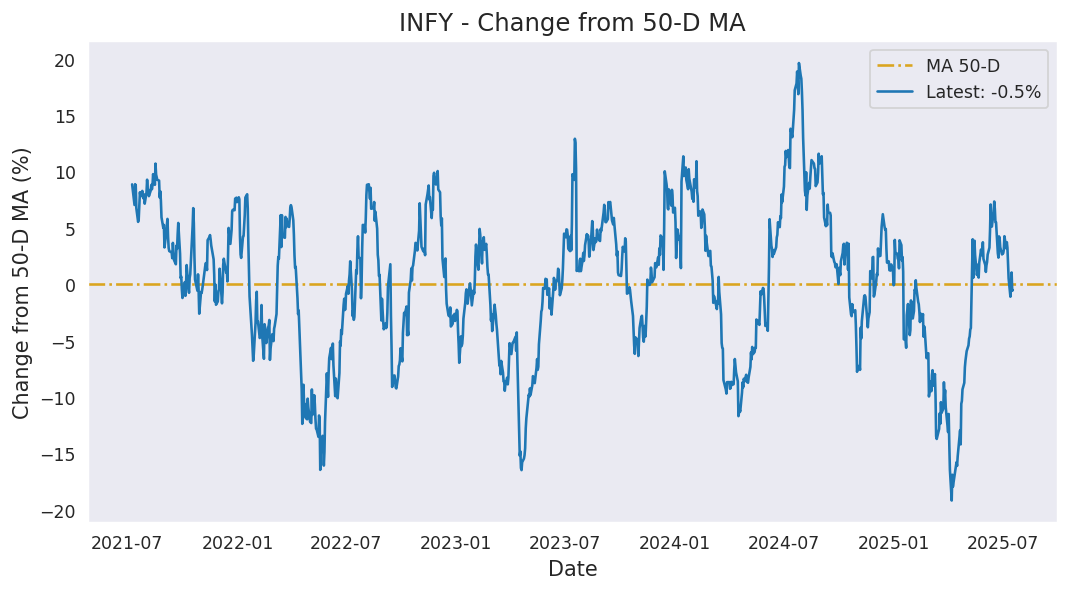 INFY - Change from 50-D MA
MA 50-D
Latest: -0.5%
Change from 50-D MA (%)
20
15
10
5
0
−5
−10
−15
−20
2021-07 2022-01 2022-07 2023-01 2023-07 2024-01 2024-07 2025-01 2025-07
Date